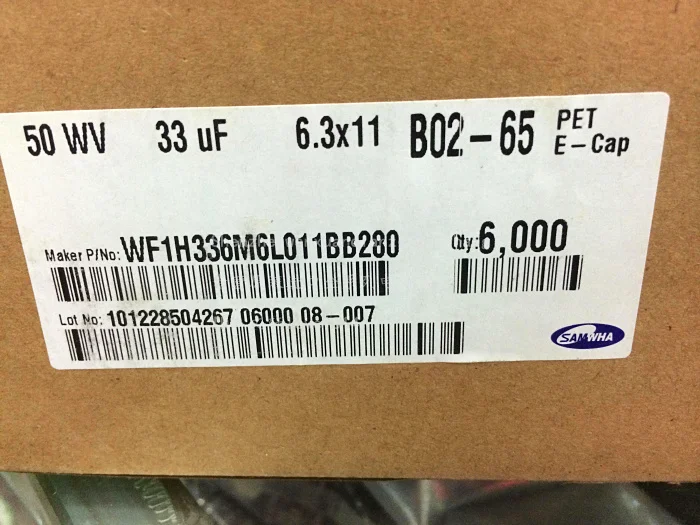 50 WV 33 uF 6.3x11 B02-65 PET E-Cap
Maker P/No: WF1H336M6L011BB280 Qty: 6,000
Lot No: 101228504267 06000 08-007
SAMWHA